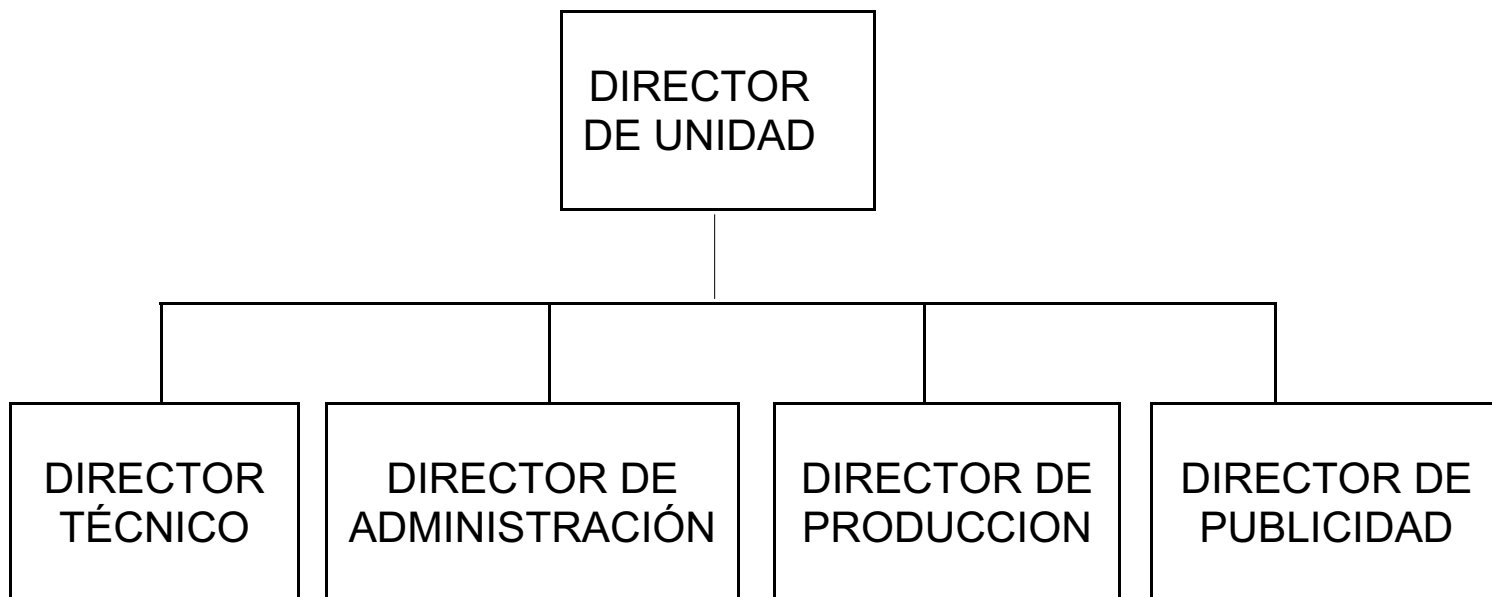 DIRECTOR
DE UNIDAD
DIRECTOR
TÉCNICO
DIRECTOR DE
ADMINISTRACIÓN
DIRECTOR DE
PRODUCCION
DIRECTOR DE
PUBLICIDAD